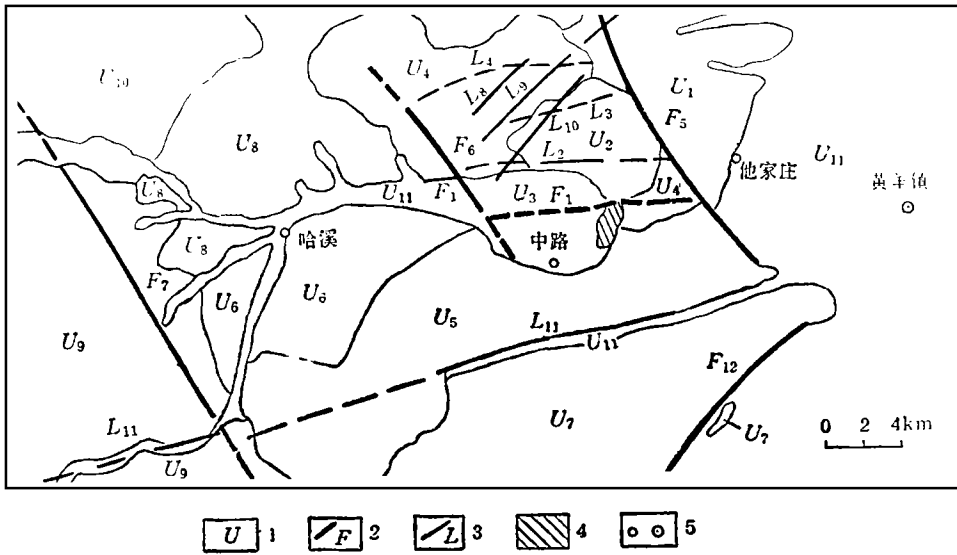 U₁₀
U₄
L₄
L₈
L₉
L₁₀
L₃
U₁
F₅
U₈
F₆
U₂
L₂
U₁₁
他家庄
黄羊镇
U₈
U₁₁
F₁
U₃
F₁
U₄
U₈
哈溪
中路
F₇
U₆
U₆
U₉
U₅
L₁₁
U₁₁
F₁₂
L₁₁
U₇
U₇
U₉
0 2 4km
U 1 F 2 L 3 4 5